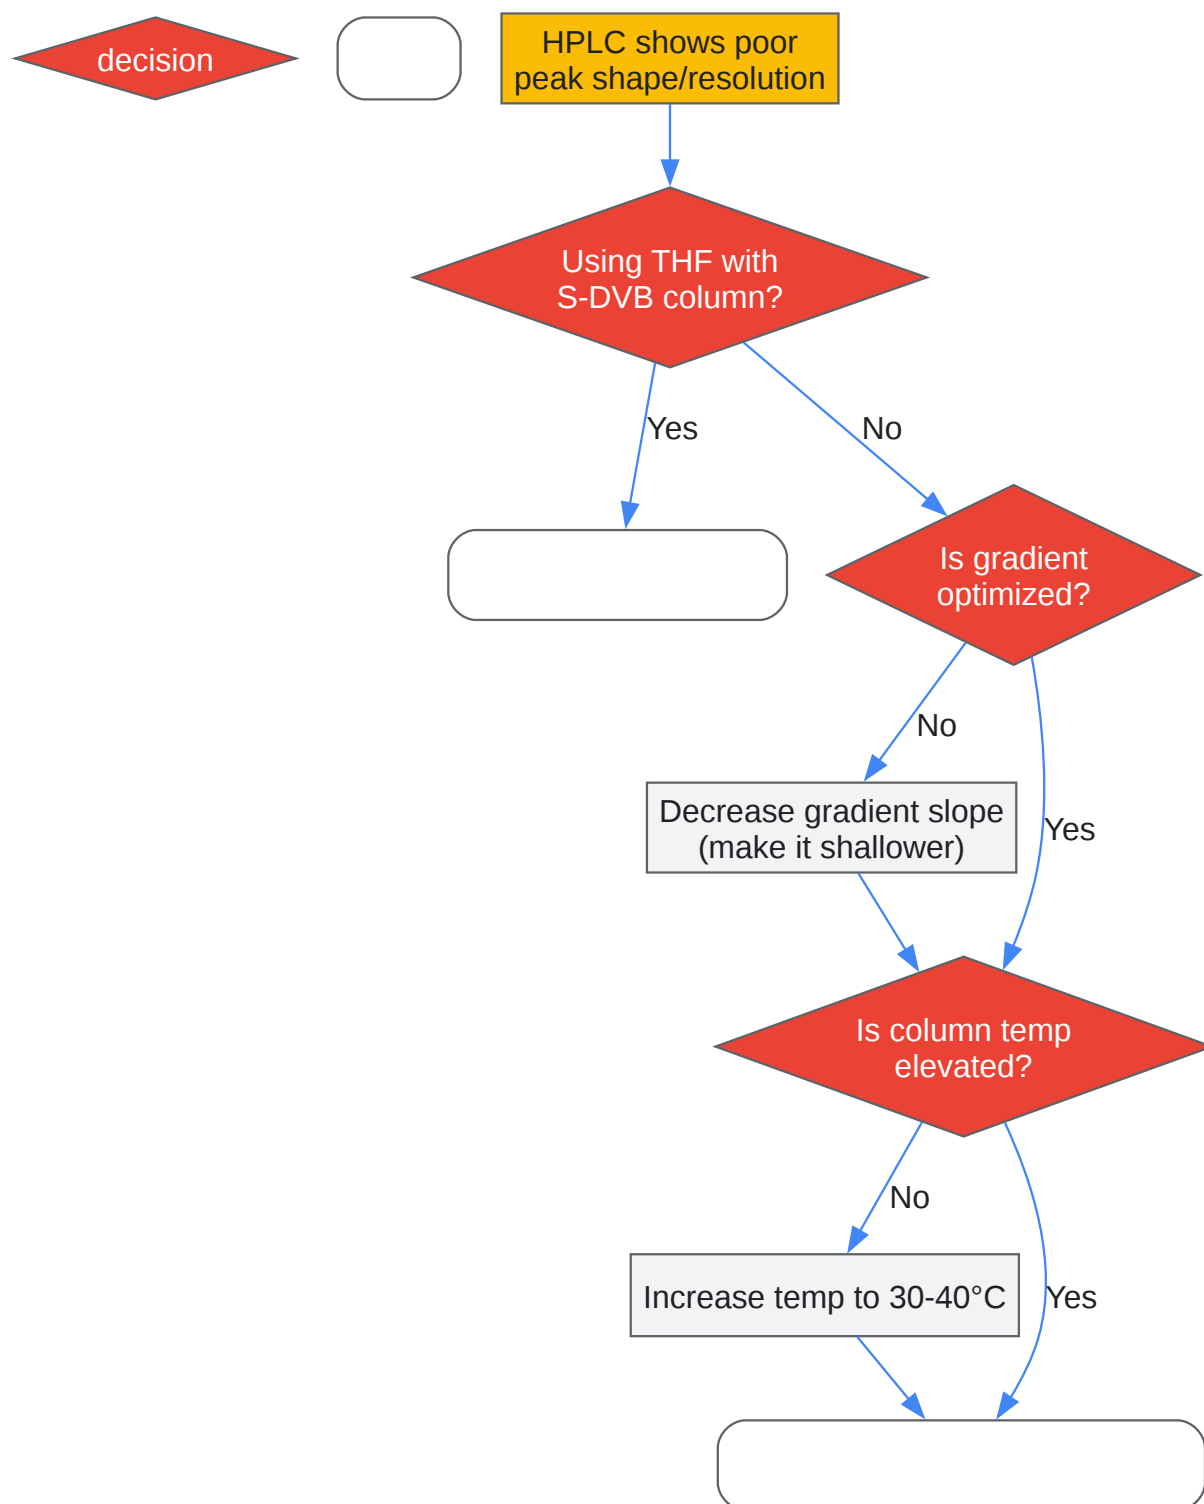 decision
HPLC shows poor
peak shape/resolution
Using THF with
S-DVB column?
Yes
No
Is gradient
optimized?
No
Decrease gradient slope
(make it shallower)
Yes
Is column temp
elevated?
No
Increase temp to 30-40°C
Yes